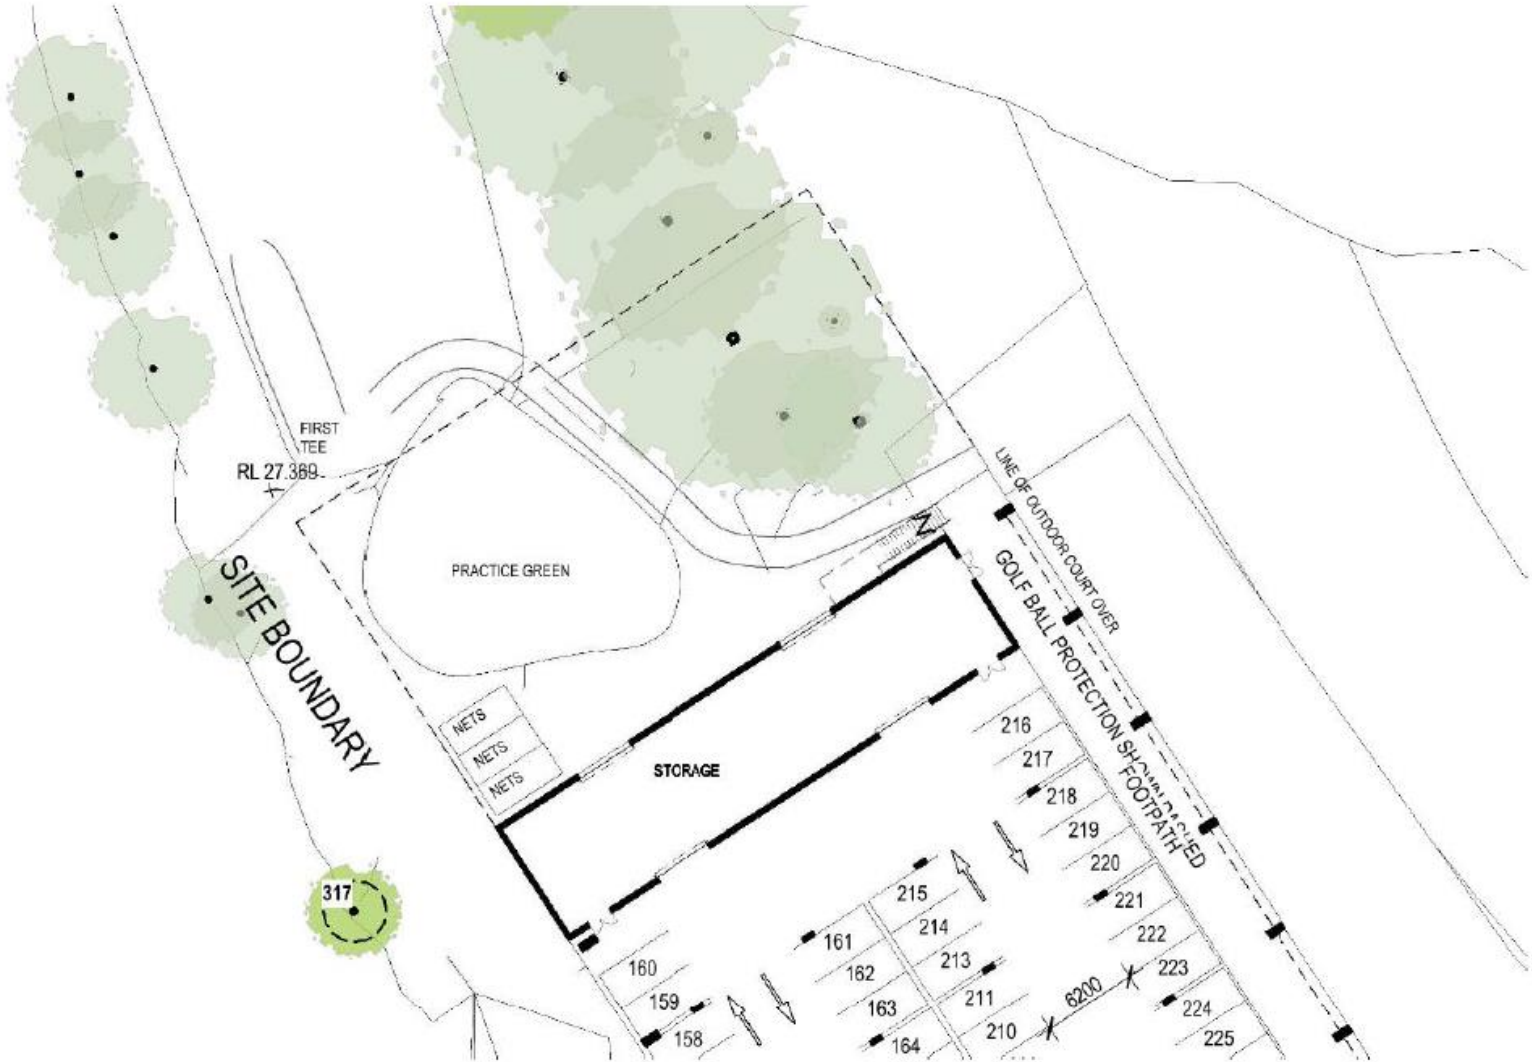 FIRST
TEE
RL 27.369
LINE OF OUTDOOR COURT OVER
GOLF BALL PROTECTION SHOWN DASHED
FOOTPATH
SITE BOUNDARY
PRACTICE GREEN
NETS
NETS
NETS
STORAGE
317
216
217
218
219
220
221
222
223
224
225
6200
215
214
213
211
210
161
162
163
164
160
159
158